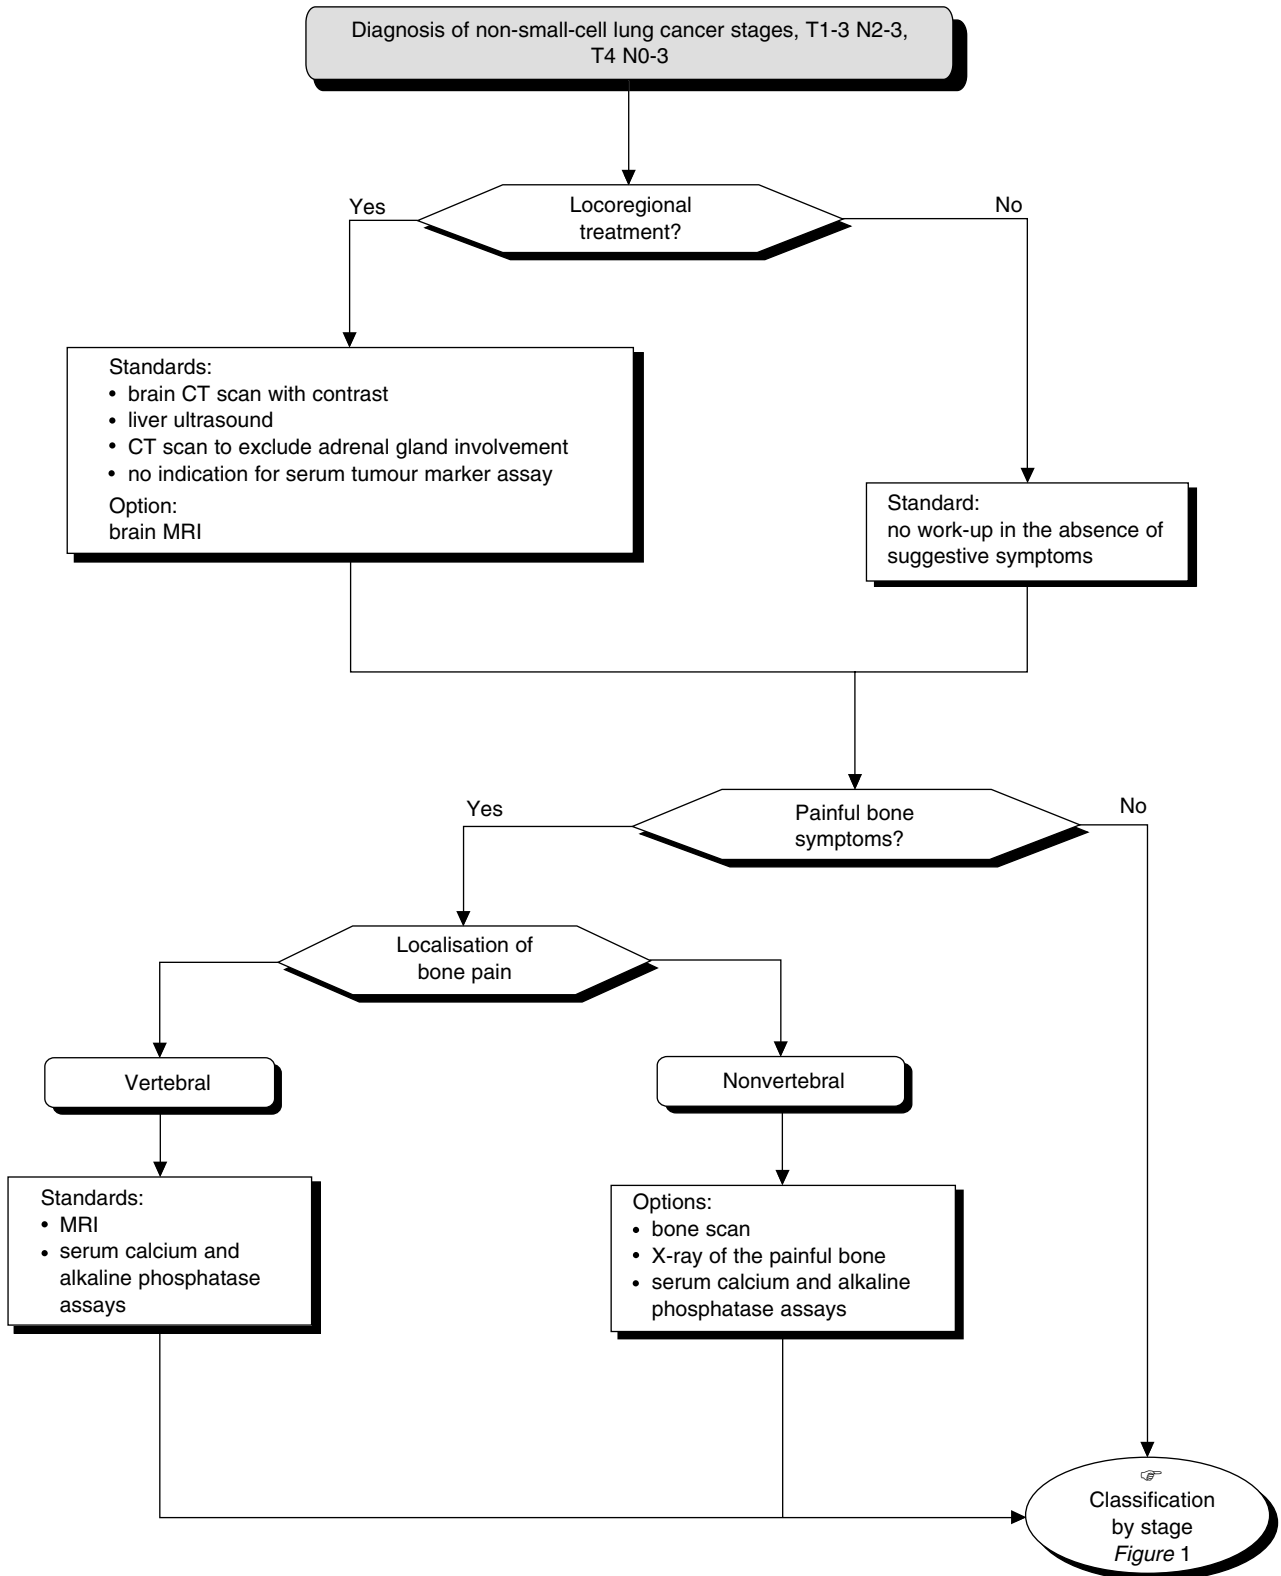 Diagnosis of non-small-cell lung cancer stages, T1-3 N2-3,
T4 N0-3
Locoregional
treatment?
Yes
No
Standards:
• brain CT scan with contrast
• liver ultrasound
• CT scan to exclude adrenal gland involvement
• no indication for serum tumour marker assay
Option:
brain MRI
Standard:
no work-up in the absence of
suggestive symptoms
Painful bone
symptoms?
Yes
No
Localisation of
bone pain
Vertebral
Nonvertebral
Standards:
• MRI
• serum calcium and
alkaline phosphatase
assays
Options:
• bone scan
• X-ray of the painful bone
• serum calcium and alkaline
phosphatase assays
☞
Classification
by stage
Figure 1